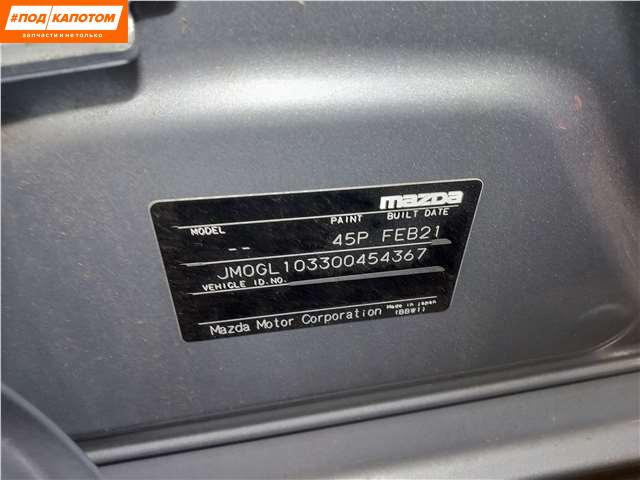 #ПОД КАПОТОМ
запчасти и не только
mazda
MODEL PAINT BUILT DATE
-- 45P FEB21
JM0GL103300454367
VEHICLE ID.NO.
Mazda Motor Corporation Made in Japan
(BBW1)